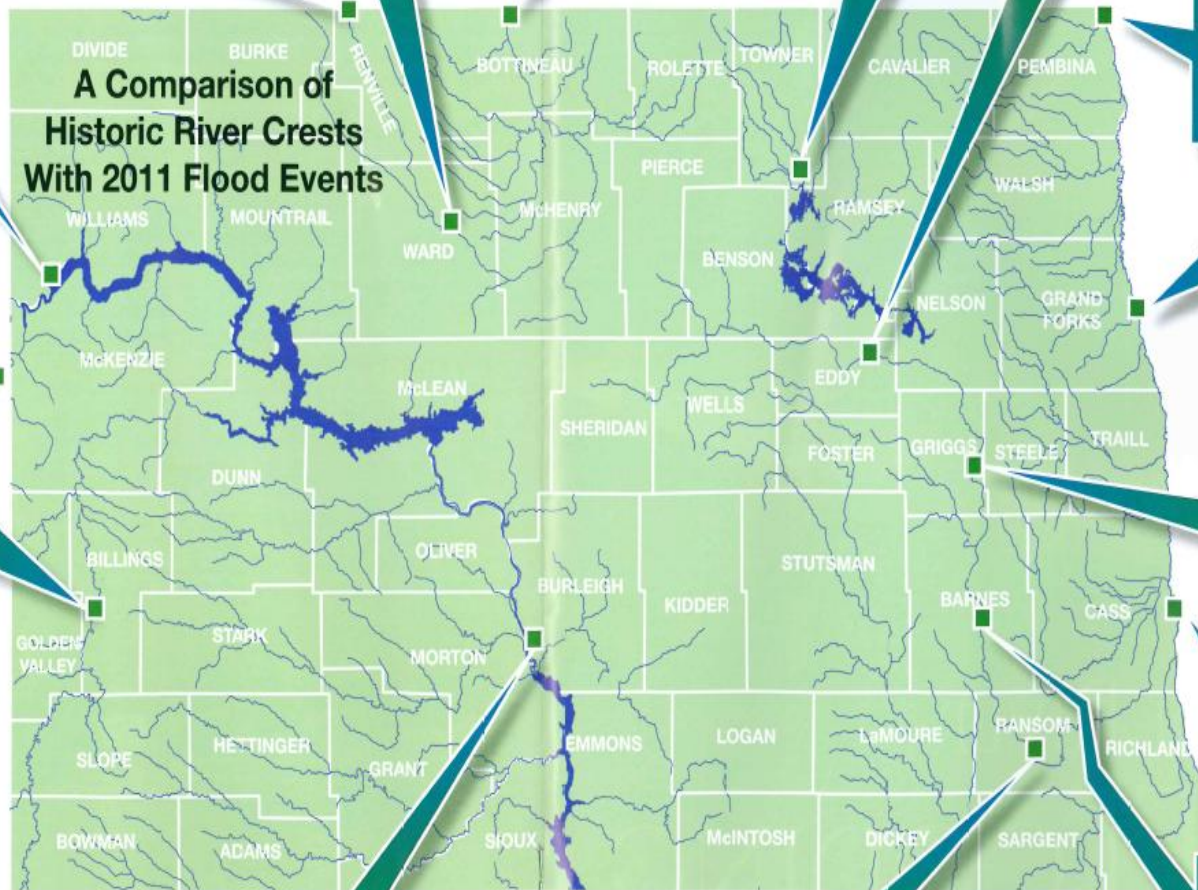 DIVIDE
BURKE
RENVILLE
BOTTINEAU
ROLETTE
TOWNER
CAVALIER
PEMBINA
A Comparison of
Historic River Crests
With 2011 Flood Events
WILLIAMS
MOUNTRAIL
WARD
McHENRY
PIERCE
BENSON
RAMSEY
WALSH
NELSON
GRAND
FORKS
McKENZIE
McLEAN
SHERIDAN
WELLS
EDDY
FOSTER
GRIGGS
STEELE
TRAILL
DUNN
BILLINGS
OLIVER
BURLEIGH
KIDDER
STUTSMAN
BARNES
CASS
GOLDEN
VALLEY
STARK
MORTON
SLOPE
HETTINGER
GRANT
EMMONS
LOGAN
LaMOURE
RANSOM
RICHLAND
BOWMAN
ADAMS
SIOUX
McINTOSH
DICKEY
SARGENT